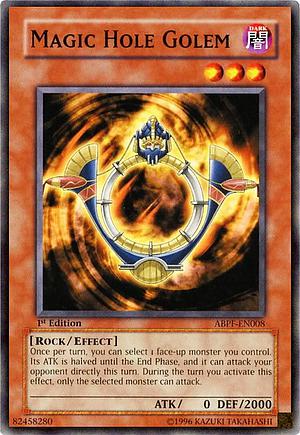 MAGIC HOLE GOLEM
DARK
闇
1st Edition
ABPF-EN008
[ROCK/EFFECT]
Once per turn, you can select 1 face-up monster you control.
Its ATK is halved until the End Phase, and it can attack your
opponent directly this turn. During the turn you activate this
effect, only the selected monster can attack.
ATK/ 0 DEF/2000
82458280
©1996 KAZUKI TAKAHASHI